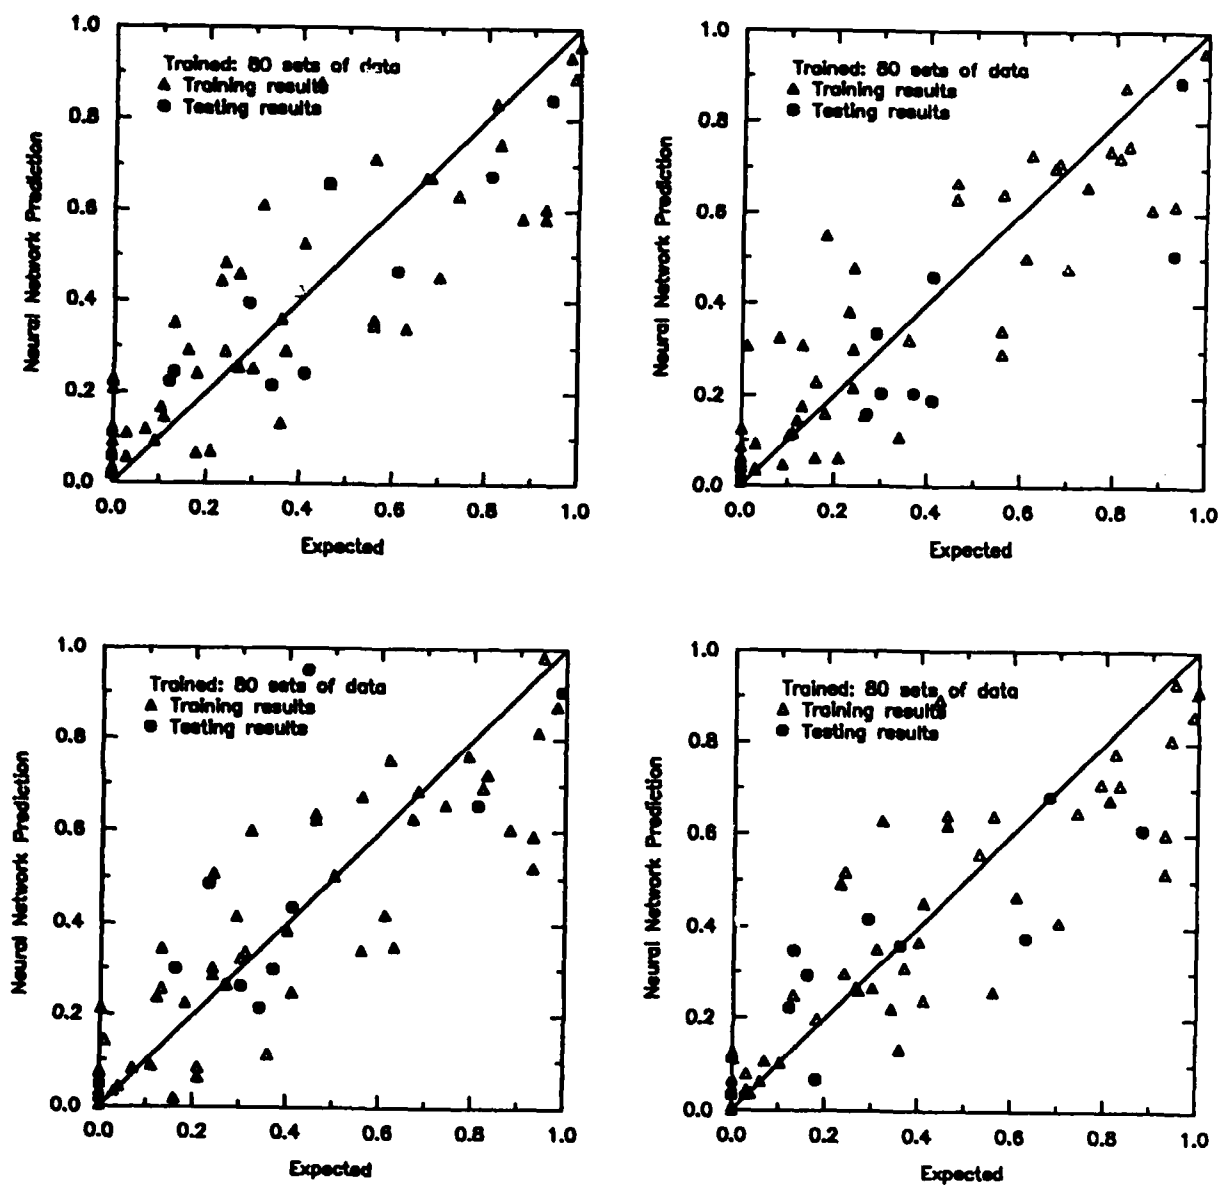 1.0
Trained: 80 sets of data
Training results
Testing results
0.8
0.6
0.4
0.2
0.0
Neural Network Prediction
0.0 0.2 0.4 0.6 0.8 1.0
Expected
1.0
Trained: 80 sets of data
Training results
Testing results
0.8
0.6
0.4
0.2
0.0
Neural Network Prediction
0.0 0.2 0.4 0.6 0.8 1.0
Expected
1.0
Trained: 80 sets of data
Training results
Testing results
0.8
0.6
0.4
0.2
0.0
Neural Network Prediction
0.0 0.2 0.4 0.6 0.8 1.0
Expected
1.0
Trained: 80 sets of data
Training results
Testing results
0.8
0.6
0.4
0.2
0.0
Neural Network Prediction
0.0 0.2 0.4 0.6 0.8 1.0
Expected